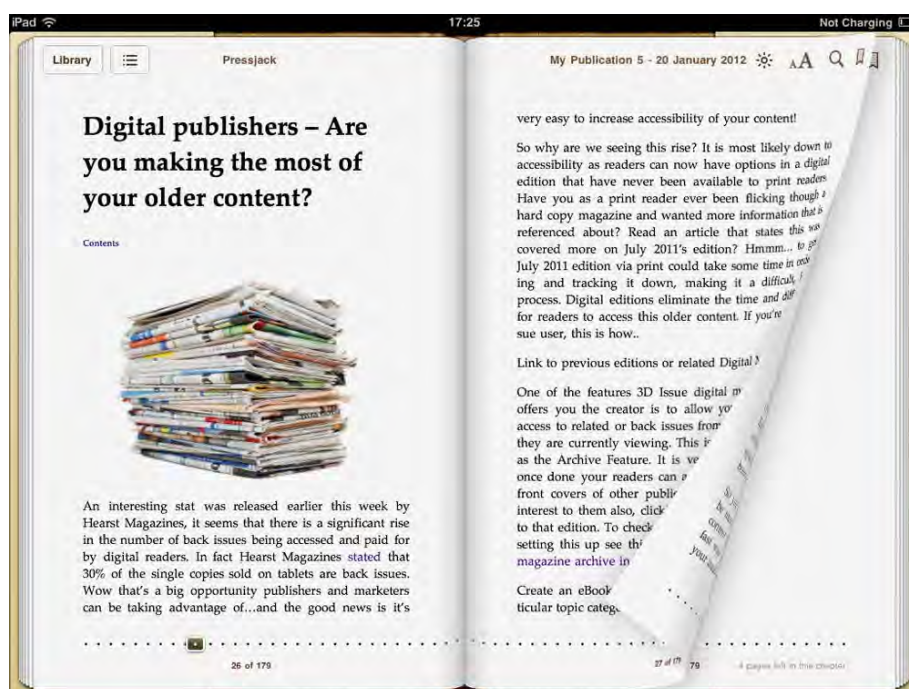 iPad 17:25 Not Charging
Library Pressjack My Publication 5 - 20 January 2012 AA
Digital publishers – Are
you making the most of
your older content?
Contents
An interesting stat was released earlier this week by
Hearst Magazines, it seems that there is a significant rise
in the number of back issues being accessed and paid for
by digital readers. In fact Hearst Magazines stated that
30% of the single copies sold on tablets are back issues.
Wow that's a big opportunity publishers and marketers
can be taking advantage of...and the good news is it's
26 of 179
very easy to increase accessibility of your content!
So why are we seeing this rise? It is most likely down to
accessibility as readers can now have options in a digital
edition that have never been available to print readers
Have you as a print reader ever been flicking though a
hard copy magazine and wanted more information that is
referenced about? Read an article that states this was
covered more on July 2011's edition? Hmmm... to
July 2011 edition via print could take some time in
ing and tracking it down, making it a difficult,
process. Digital editions eliminate the time and
for readers to access this older content. If you're
sue user, this is how..
Link to previous editions or related Digital
One of the features 3D Issue digital
offers you the creator is to allow
access to related or back issues from
they are currently viewing. This
as the Archive Feature. It is
once done your readers can
front covers of other
interest to them also, click
to that edition. To check
setting this up see
magazine archive in
Create an eBook
ticular topic
27 of 179 79 4 pages left in this chapter